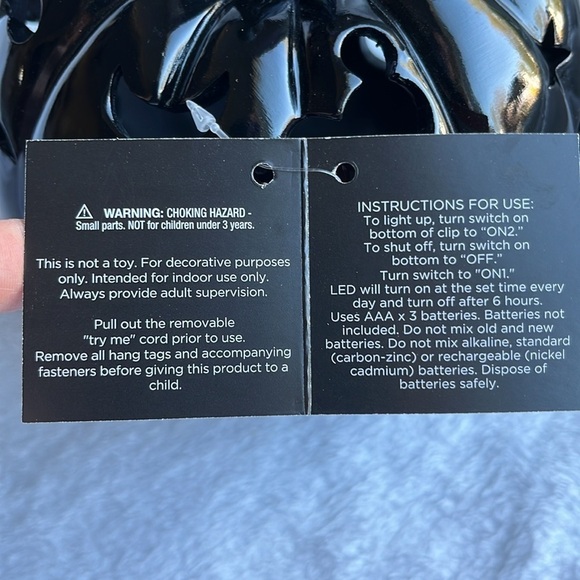 WARNING: CHOKING HAZARD -
Small parts. NOT for children under 3 years.
This is not a toy. For decorative purposes
only. Intended for indoor use only.
Always provide adult supervision.
Pull out the removable
"try me" cord prior to use.
Remove all hang tags and accompanying
fasteners before giving this product to a
child.
INSTRUCTIONS FOR USE:
To light up, turn switch on
bottom of clip to “ON2.”
To shut off, turn switch on
bottom to “OFF.”
Turn switch to "ON1."
LED will turn on at the set time every
day and turn off after 6 hours.
Uses AAA x 3 batteries. Batteries not
included. Do not mix old and new
batteries. Do not mix alkaline, standard
(carbon-zinc) or rechargeable (nickel
cadmium) batteries. Dispose of
batteries safely.